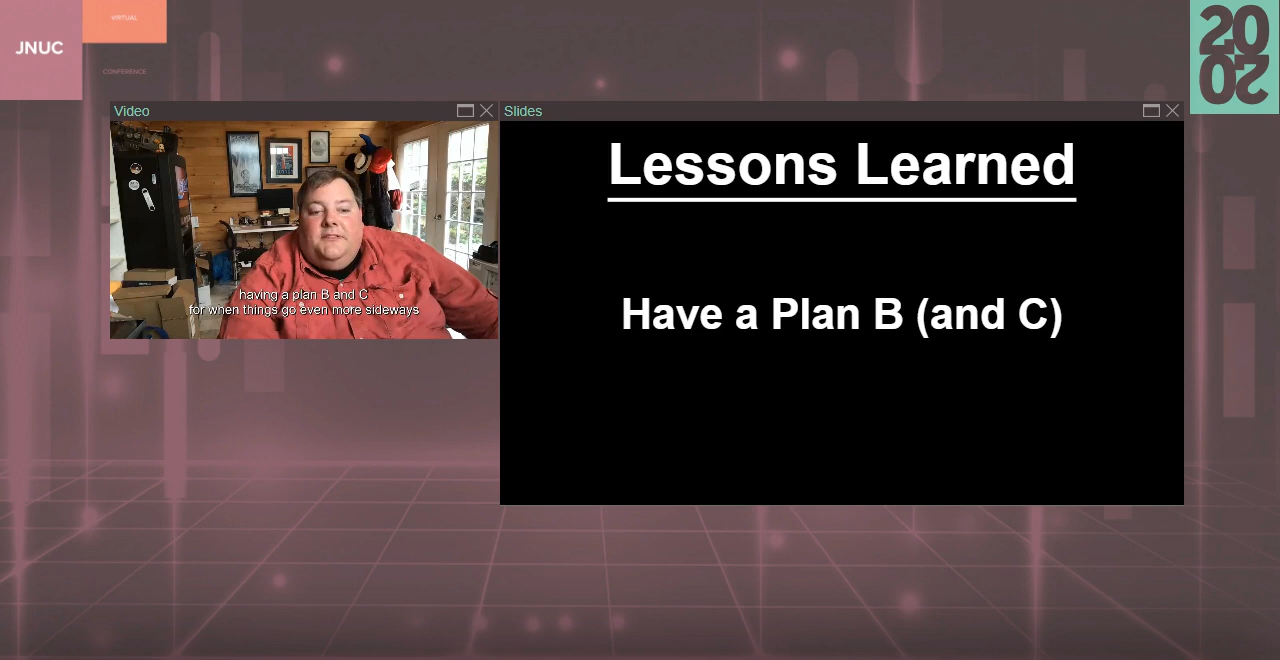 JNUC
VIRTUAL
CONFERENCE
2020
Video
Slides
having a plan B and C
for when things go even more sideways
Lessons Learned
Have a Plan B (and C)